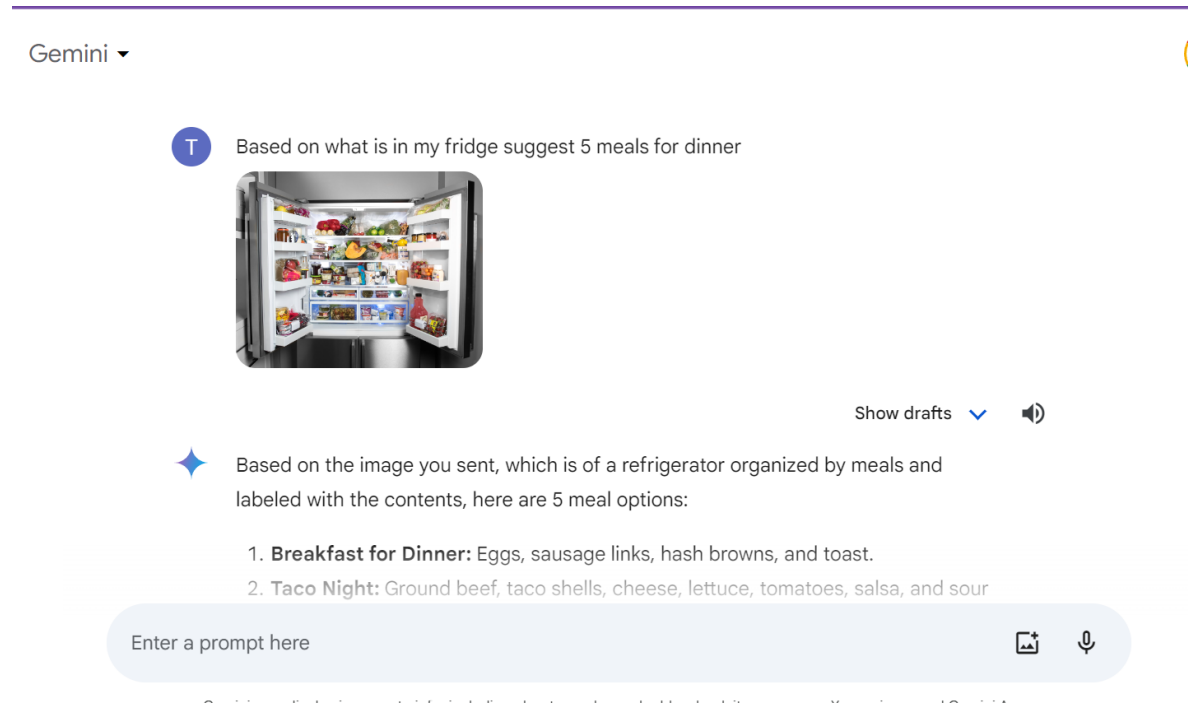 Gemini
T
Based on what is in my fridge suggest 5 meals for dinner
Show drafts
Based on the image you sent, which is of a refrigerator organized by meals and
labeled with the contents, here are 5 meal options:
1. Breakfast for Dinner: Eggs, sausage links, hash browns, and toast.
2. Taco Night: Ground beef, taco shells, cheese, lettuce, tomatoes, salsa, and sour
Enter a prompt here